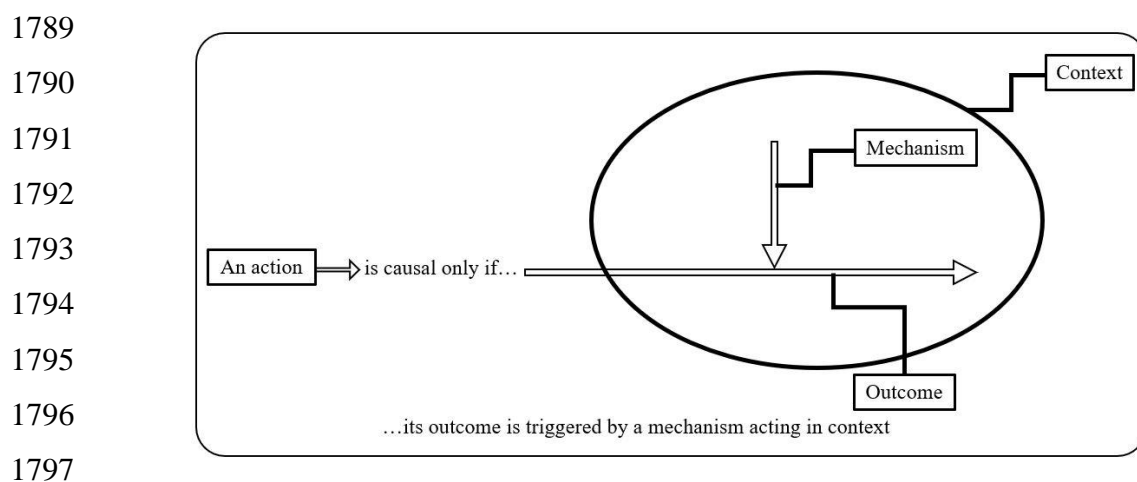 1789
1790
Context
1791
Mechanism
1792
1793
An action is causal only if…
1794
1795
Outcome
1796
…its outcome is triggered by a mechanism acting in context
1797